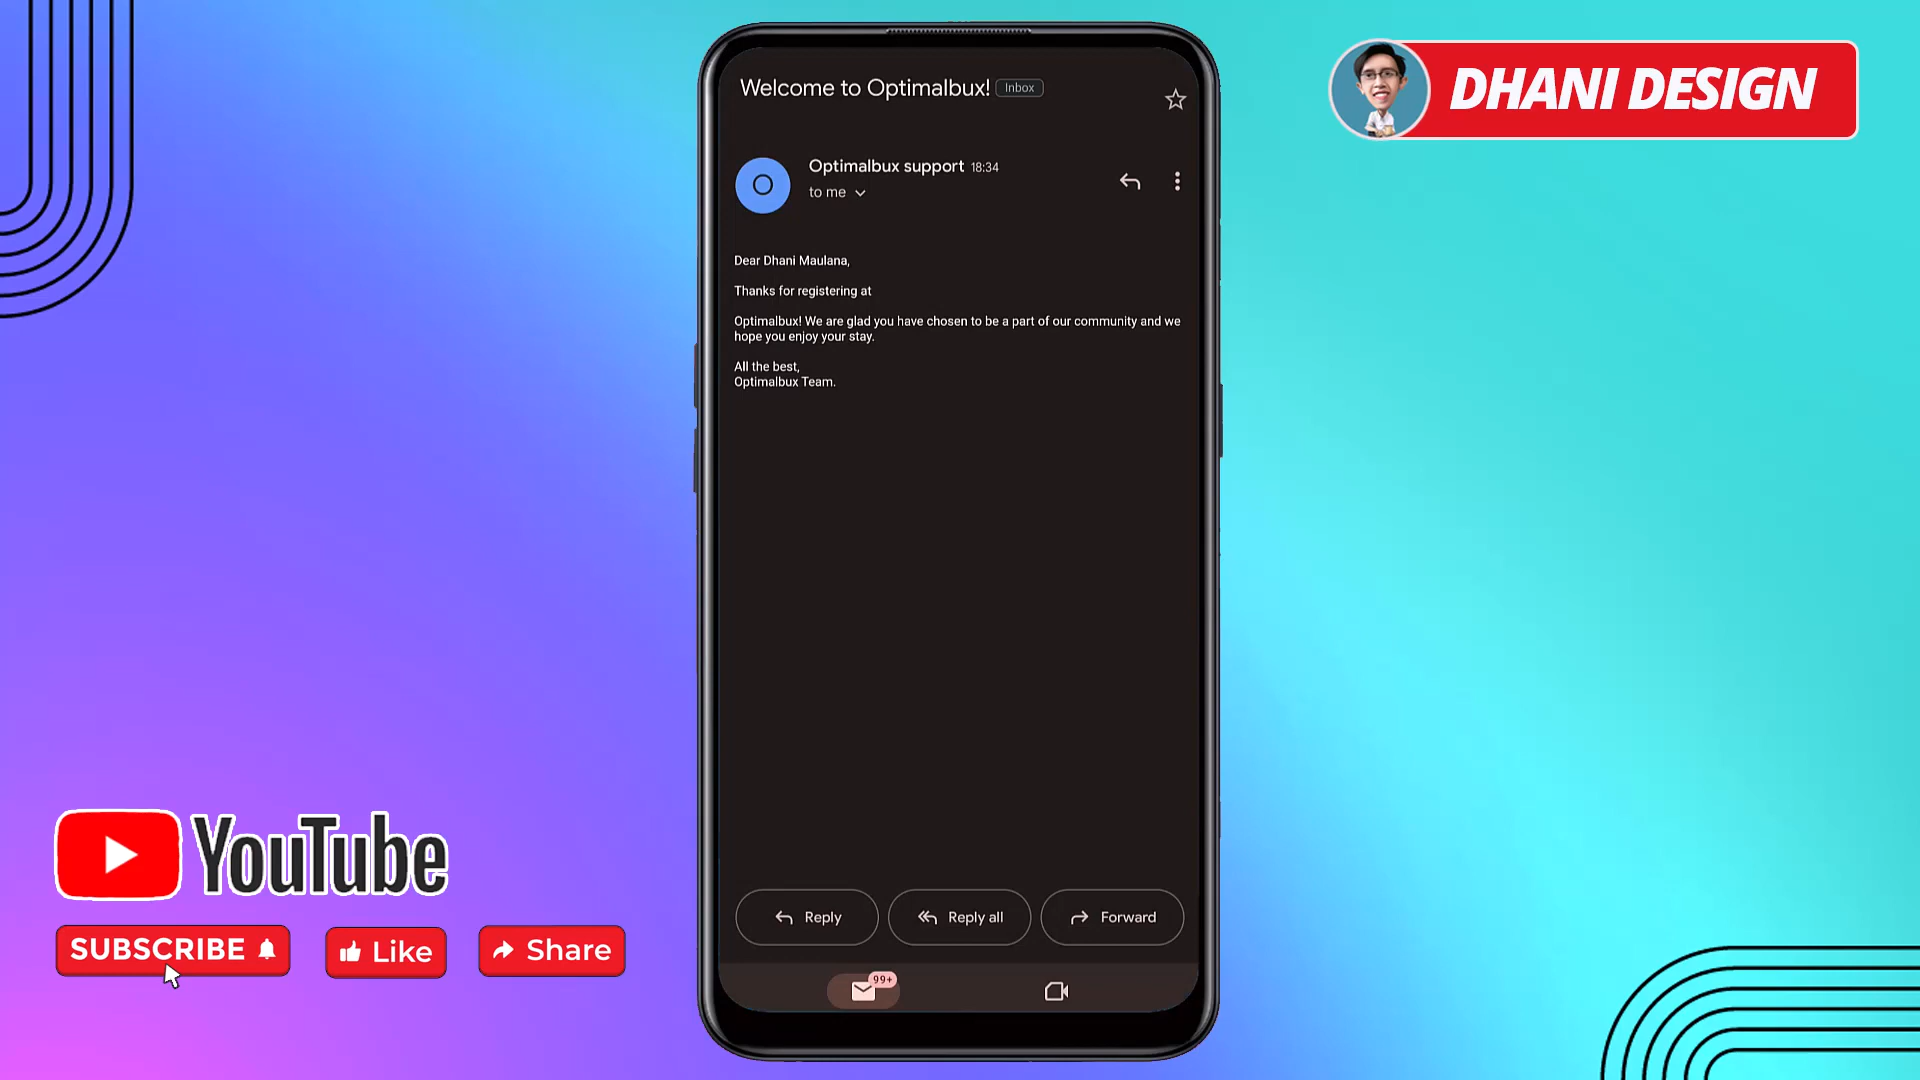 Welcome to Optimalbux! Inbox
DHANI DESIGN
O
Optimalbux support 18:34
to me
Dear Dhani Maulana,
Thanks for registering at
Optimalbux! We are glad you have chosen to be a part of our community and we
hope you enjoy your stay.
All the best,
Optimalbux Team.
YouTube
SUBSCRIBE
Like
Share
Reply
Reply all
Forward
99+